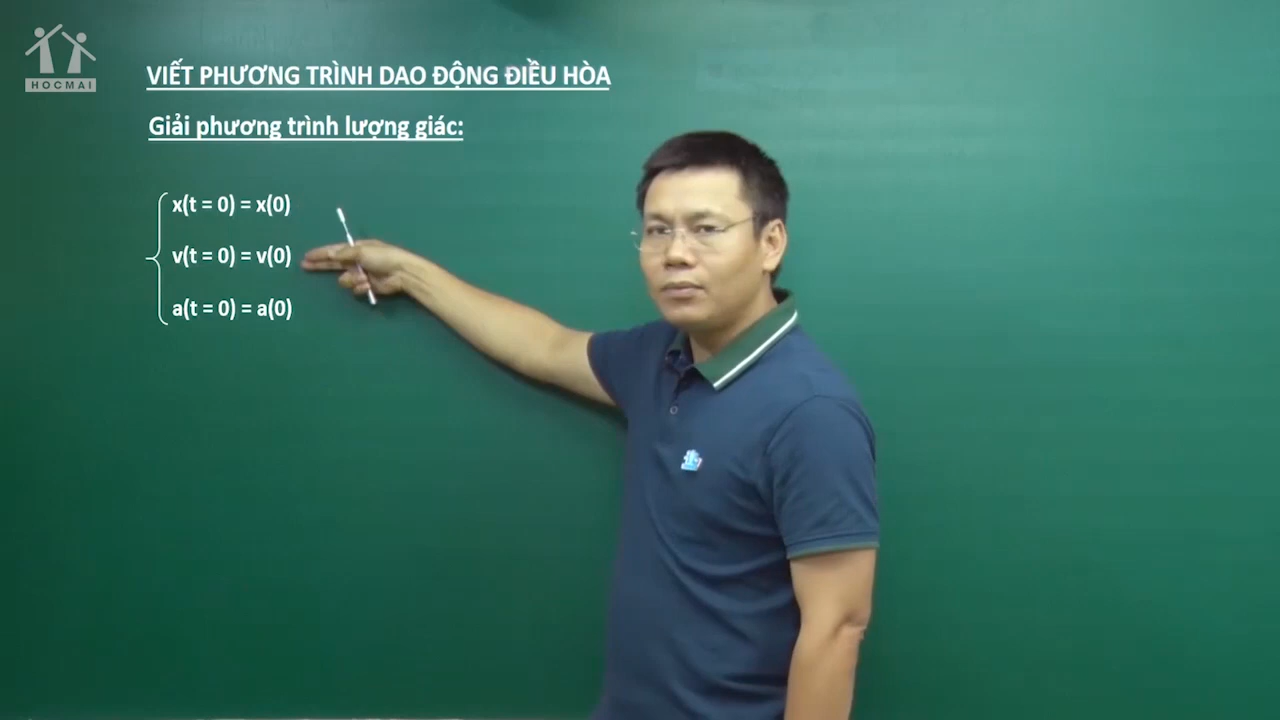 HOCMAI
VIẾT PHƯƠNG TRÌNH DAO ĐỘNG ĐIỀU HÒA
Giải phương trình lượng giác:
x(t = 0) = x(0)
v(t = 0) = v(0)
a(t = 0) = a(0)